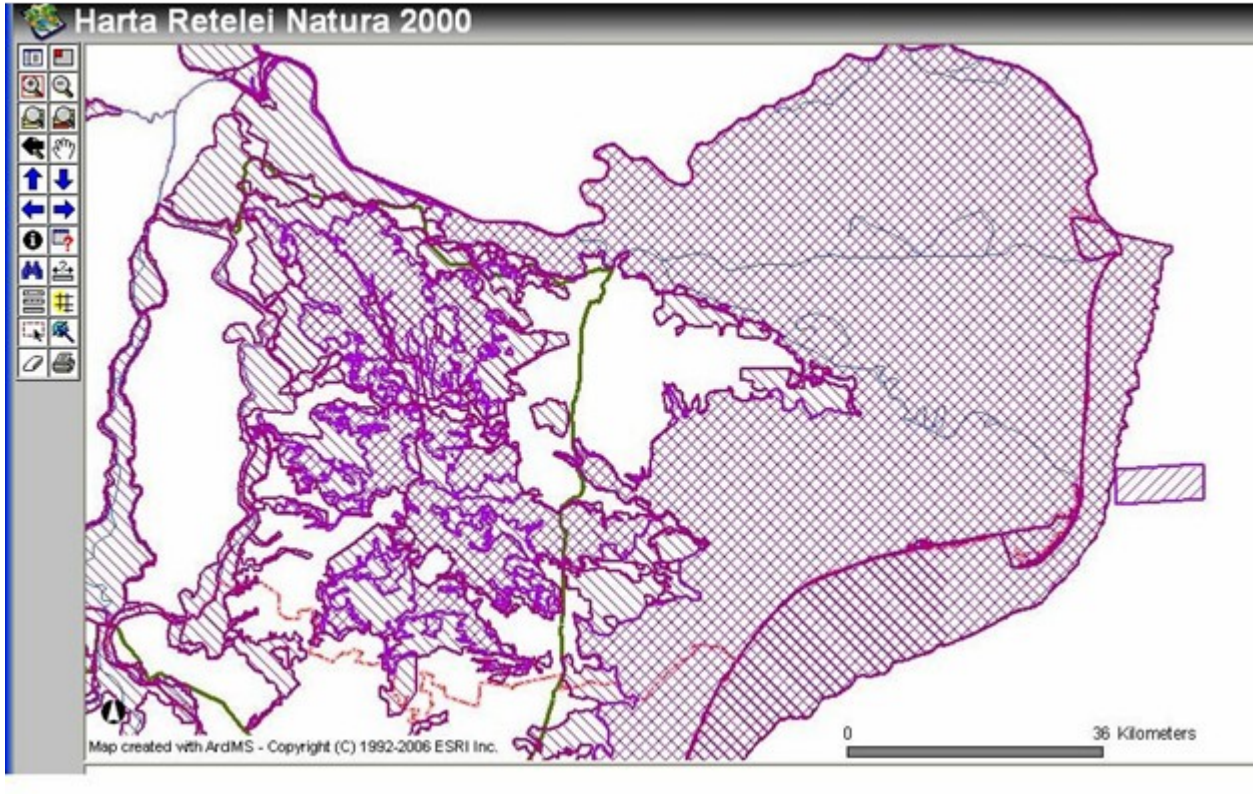 Harta Retelei Natura 2000
Map created with ArcIMS - Copyright (C) 1992-2006 ESRI Inc.
0 36 Kilometers